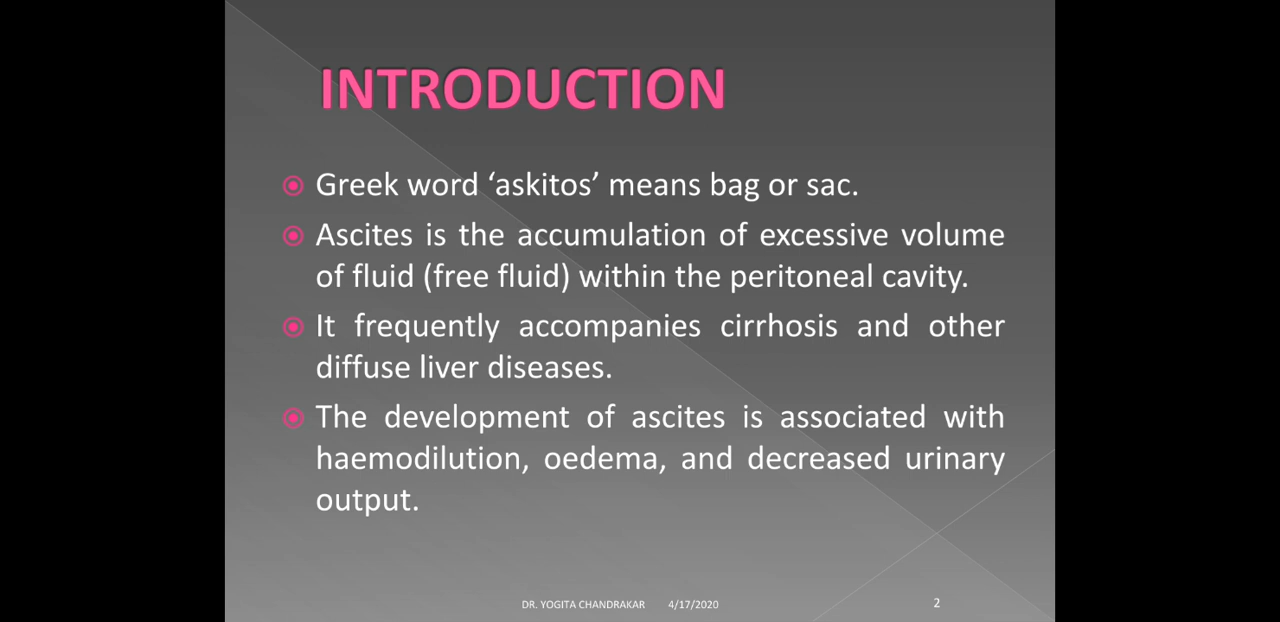 INTRODUCTION
Greek word ‘askitos’ means bag or sac.
Ascites is the accumulation of excessive volume
of fluid (free fluid) within the peritoneal cavity.
It frequently accompanies cirrhosis and other
diffuse liver diseases.
The development of ascites is associated with
haemodilution, oedema, and decreased urinary
output.
DR. YOGITA CHANDRAKAR 4/17/2020 2